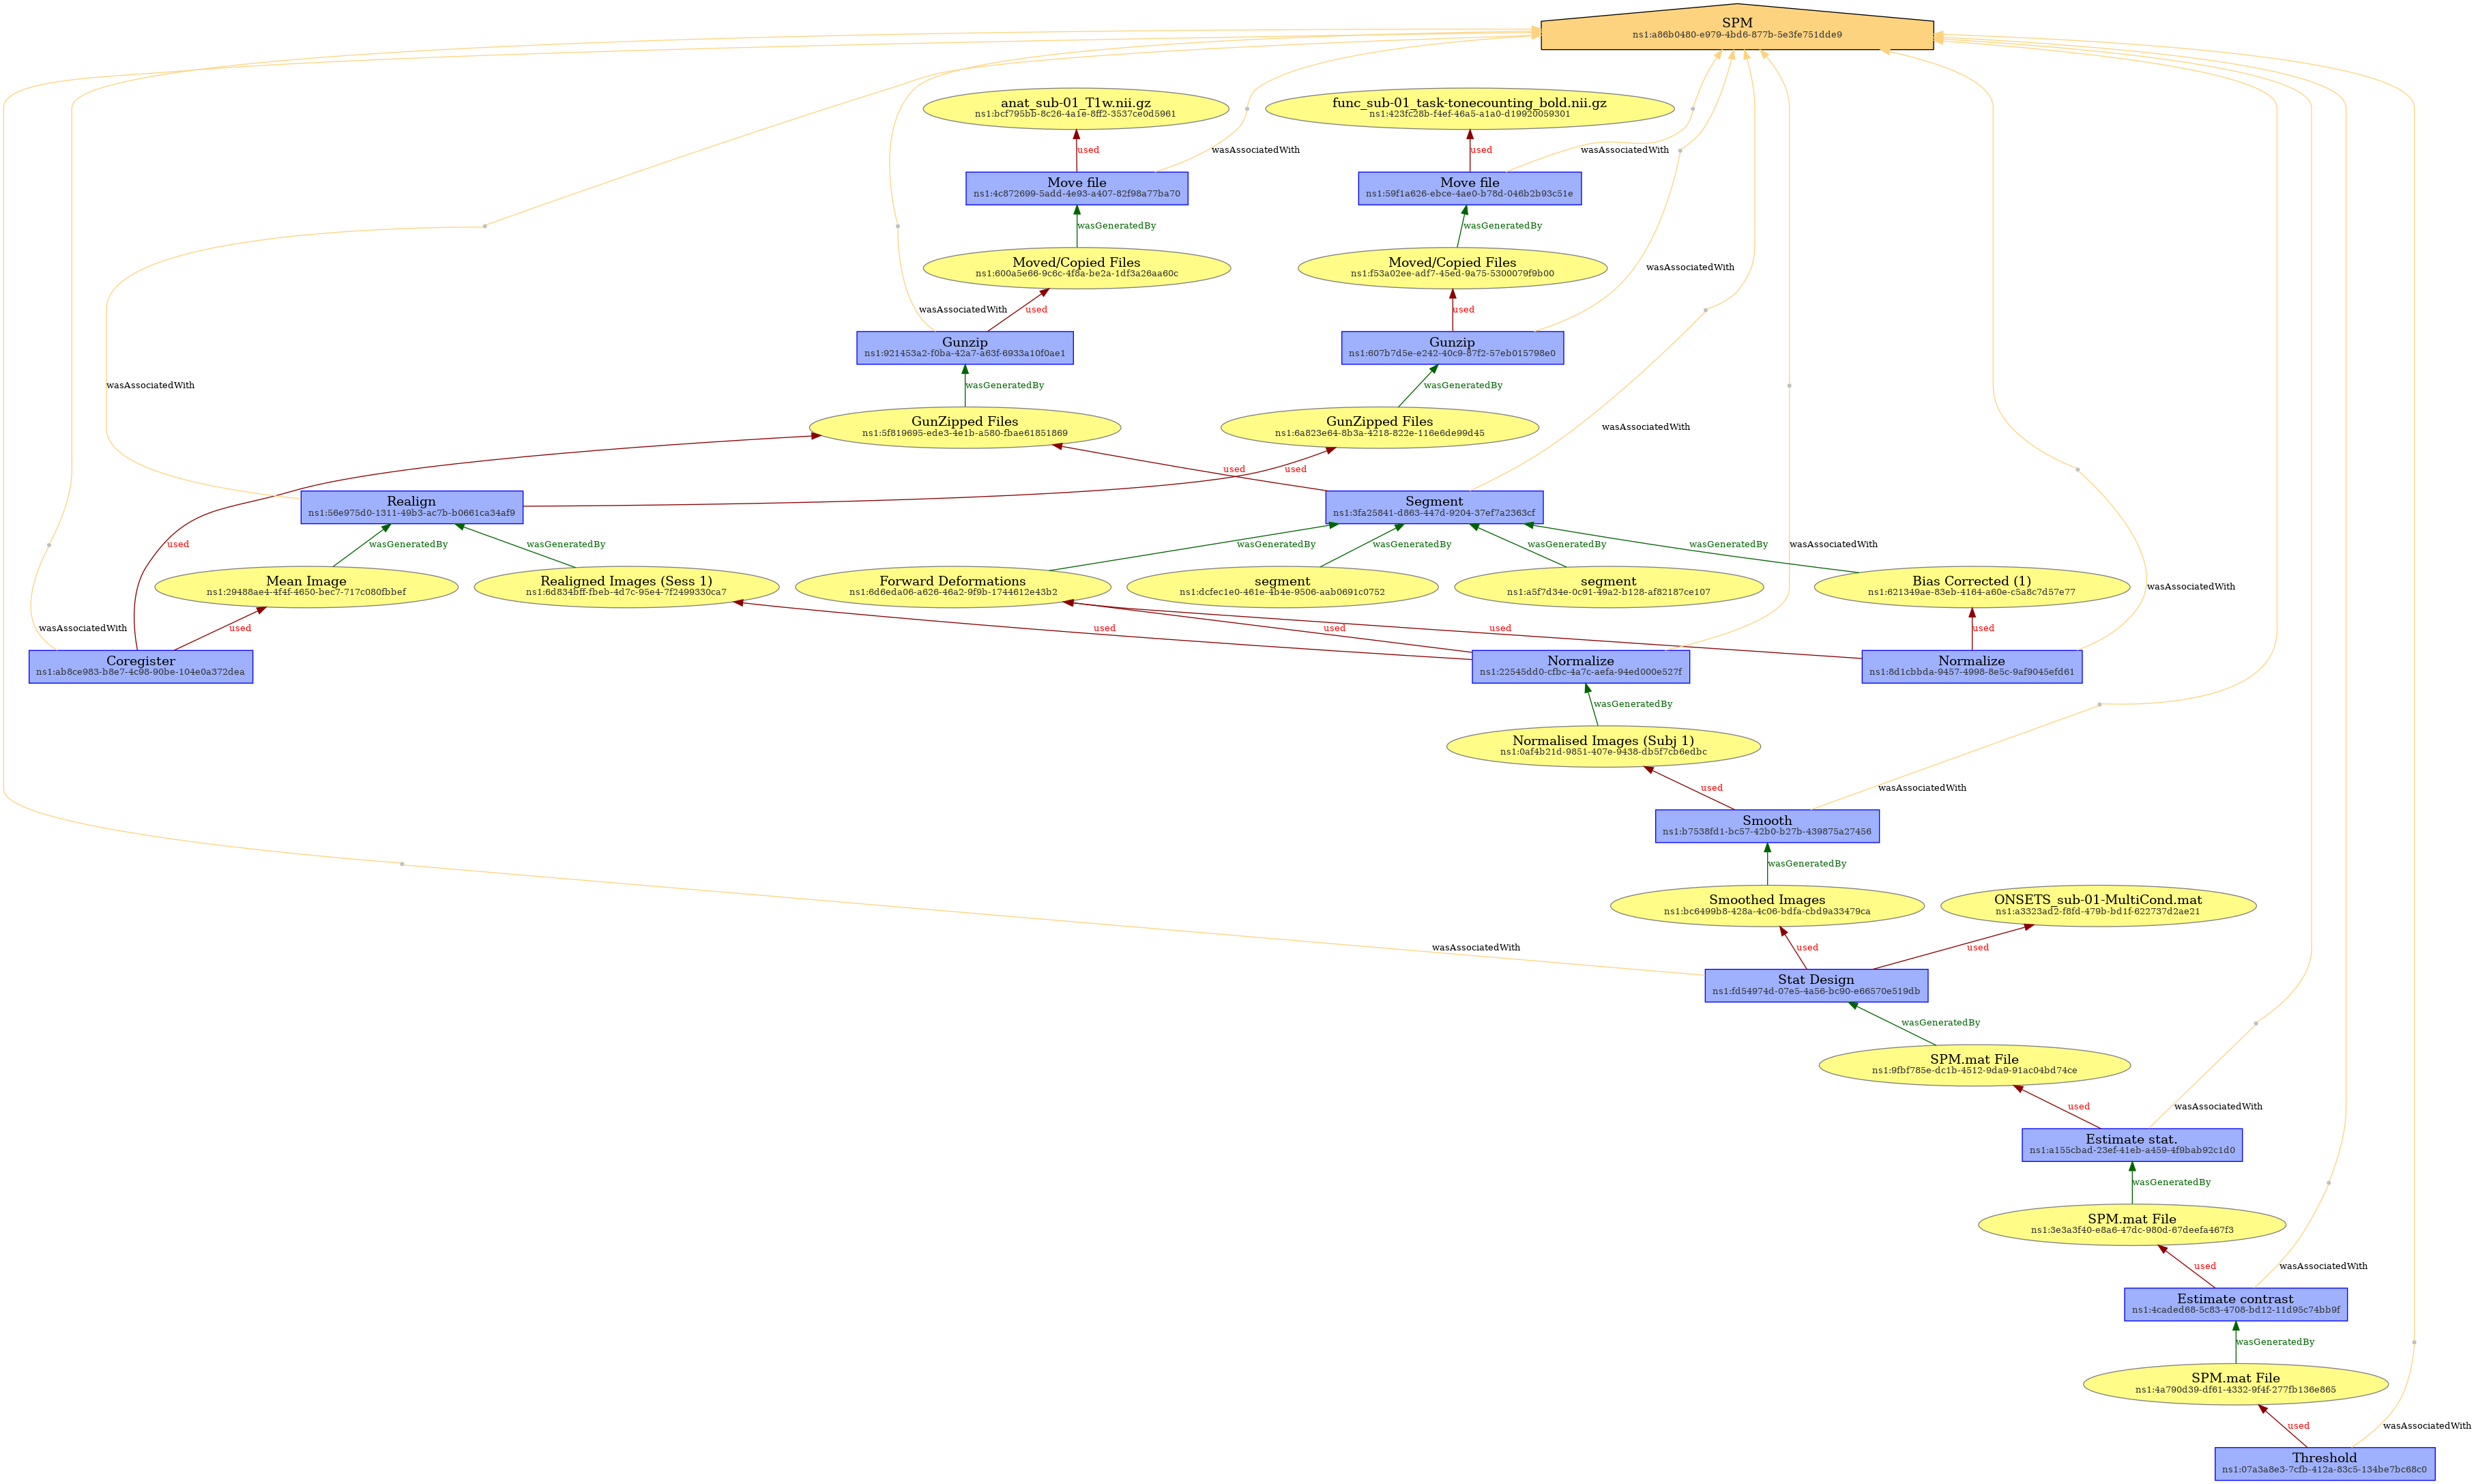 SPM
ns1:a86b0480-e979-4bd6-877b-5e3fe751dde9
anat_sub-01_T1w.nii.gz
ns1:bcf795bb-8c26-4a1e-8ff2-3537ce0d5961
func_sub-01_task-tonecounting_bold.nii.gz
ns1:423fc28b-f4ef-46a5-a1a0-d19920059301
used
wasAssociatedWith
used
wasAssociatedWith
Move file
ns1:4c872699-5add-4e93-a407-82f98a77ba70
Move file
ns1:59f1a626-ebce-4ae0-b78d-046b2b93c51e
wasGeneratedBy
wasGeneratedBy
Moved/Copied Files
ns1:600a5e66-9c6c-4f8a-be2a-1df3a26aa60c
Moved/Copied Files
ns1:f53a02ee-adf7-45ed-9a75-5300079f9b00
wasAssociatedWith
wasAssociatedWith
used
used
Gunzip
ns1:921453a2-f0ba-42a7-a63f-6933a10f0ae1
Gunzip
ns1:607b7d5e-e242-40c9-87f2-57eb015798e0
wasAssociatedWith
wasGeneratedBy
wasGeneratedBy
GunZipped Files
ns1:5f819695-ede3-4e1b-a580-fbae61851869
GunZipped Files
ns1:6a823e64-8b3a-4218-822e-116e6de99d45
wasAssociatedWith
used
used
Realign
ns1:56e975d0-1311-49b3-ac7b-b0661ca34af9
Segment
ns1:3fa25841-d863-447d-9204-37ef7a2363cf
used
wasGeneratedBy
wasGeneratedBy
wasGeneratedBy
wasGeneratedBy
wasGeneratedBy
wasGeneratedBy
wasAssociatedWith
Mean Image
ns1:29488ae4-4f4f-4650-bec7-717c080fbbef
Realigned Images (Sess 1)
ns1:6d834bff-fbeb-4d7c-95e4-7f2499330ca7
Forward Deformations
ns1:6d6eda06-a626-46a2-9f9b-1744612e43b2
segment
ns1:dcfec1e0-461e-4b4e-9506-aab0691c0752
segment
ns1:a5f7d34e-0c91-49a2-b128-af82187ce107
Bias Corrected (1)
ns1:621349ae-83eb-4164-a60e-c5a8c7d57e77
wasAssociatedWith
wasAssociatedWith
used
used
used
used
used
Coregister
ns1:ab8ce983-b8e7-4c98-90be-104e0a372dea
Normalize
ns1:22545dd0-cfbc-4a7c-aefa-94ed000e527f
Normalize
ns1:8d1cbbda-9457-4998-8e5c-9af9045efd61
wasGeneratedBy
Normalised Images (Subj 1)
ns1:0af4b21d-9851-407e-9438-db5f7cb6edbc
used
wasAssociatedWith
Smooth
ns1:b7538fd1-bc57-42b0-b27b-439875a27456
wasGeneratedBy
Smoothed Images
ns1:bc6499b8-428a-4c06-bdfa-cbd9a33479ca
ONSETS_sub-01-MultiCond.mat
ns1:a3323ad2-f8fd-479b-bd1f-622737d2ae21
wasAssociatedWith
used
used
Stat Design
ns1:fd54974d-07e5-4a56-bc90-e66570e519db
wasGeneratedBy
SPM.mat File
ns1:9fbf785e-dc1b-4512-9da9-91ac04bd74ce
used
wasAssociatedWith
Estimate stat.
ns1:a155cbad-23ef-41eb-a459-4f9bab92c1d0
wasGeneratedBy
SPM.mat File
ns1:3e3a3f40-e8a6-47dc-980d-67deefa467f3
used
wasAssociatedWith
Estimate contrast
ns1:4caded68-5c83-4708-bd12-11d95c74bb9f
wasGeneratedBy
SPM.mat File
ns1:4a790d39-df61-4332-9f4f-277fb136e865
used
wasAssociatedWith
Threshold
ns1:07a3a8e3-7cfb-412a-83c5-134be7bc68c0